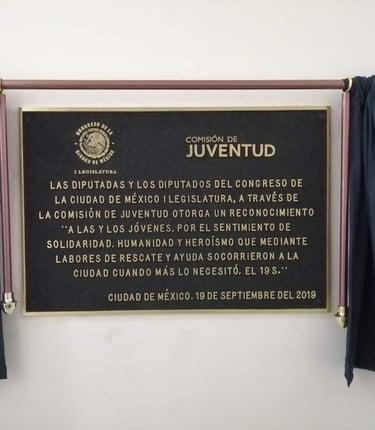 CONGRESO DE LA
CIUDAD DE MÉXICO
I LEGISLATURA
COMISIÓN DE
JUVENTUD
LAS DIPUTADAS Y LOS DIPUTADOS DEL CONGRESO DE
LA CIUDAD DE MÉXICO I LEGISLATURA, A TRAVÉS DE
LA COMISIÓN DE JUVENTUD OTORGA UN RECONOCIMIENTO
"A LAS Y LOS JÓVENES. POR EL SENTIMIENTO DE
SOLIDARIDAD, HUMANIDAD Y HEROÍSMO QUE MEDIANTE
LABORES DE RESCATE Y AYUDA SOCORRIERON A LA
CIUDAD CUANDO MÁS LO NECESITÓ, EL 19S."
CIUDAD DE MÉXICO, 19 DE SEPTIEMBRE DEL 2019